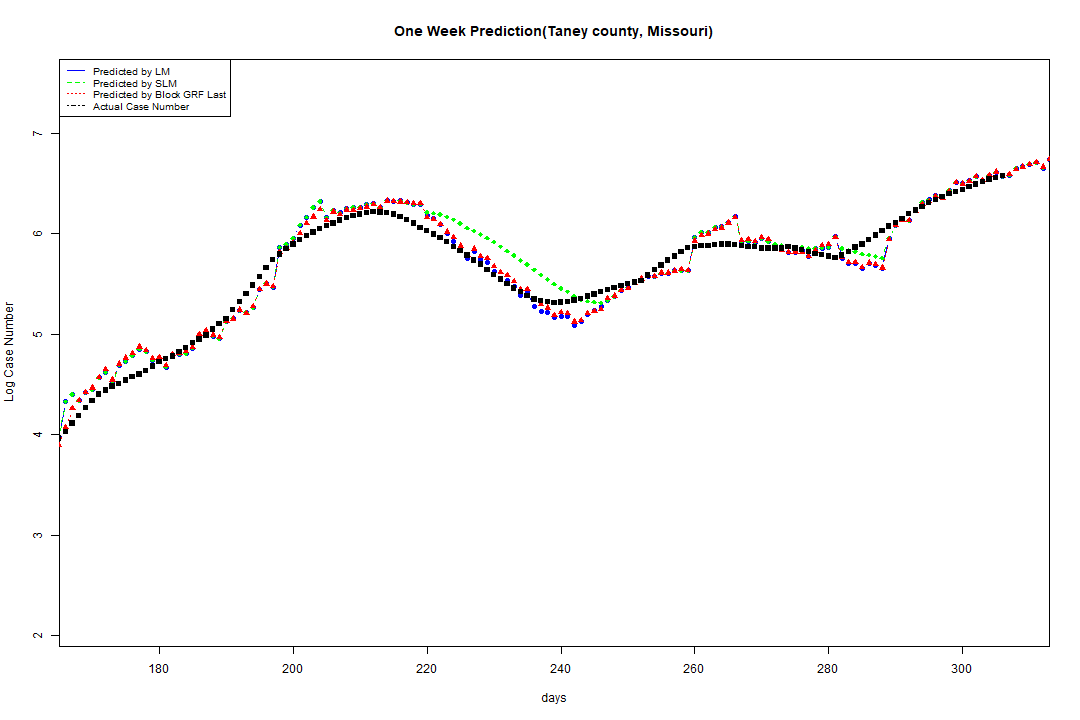 One Week Prediction(Taney county, Missouri)
Predicted by LM
Predicted by SLM
Predicted by Block GRF Last
Actual Case Number
7
6
5
4
3
2
Log Case Number
180 200 220 240 260 280 300
days